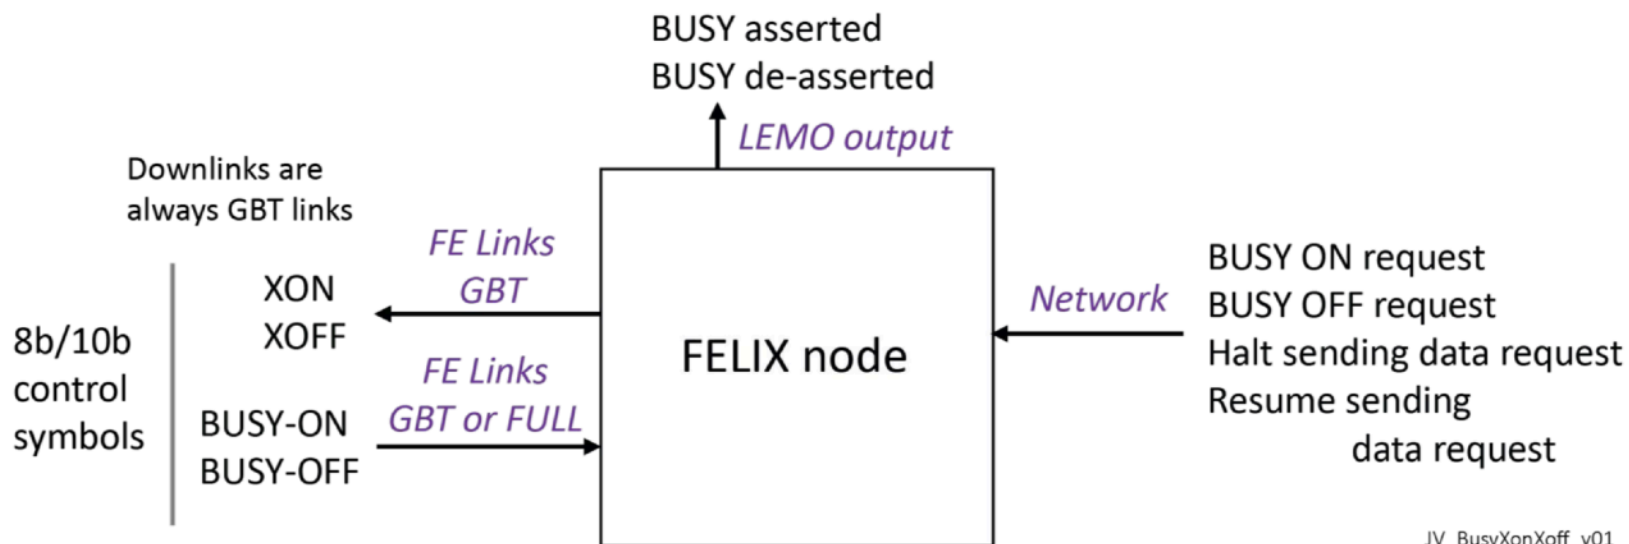 BUSY asserted
BUSY de-asserted
LEMO output
Downlinks are
always GBT links
FE Links
GBT
XON
XOFF
8b/10b
control
symbols
FE Links
GBT or FULL
BUSY-ON
BUSY-OFF
FELIX node
Network
BUSY ON request
BUSY OFF request
Halt sending data request
Resume sending
data request
JV_BusyXonXoff_v01